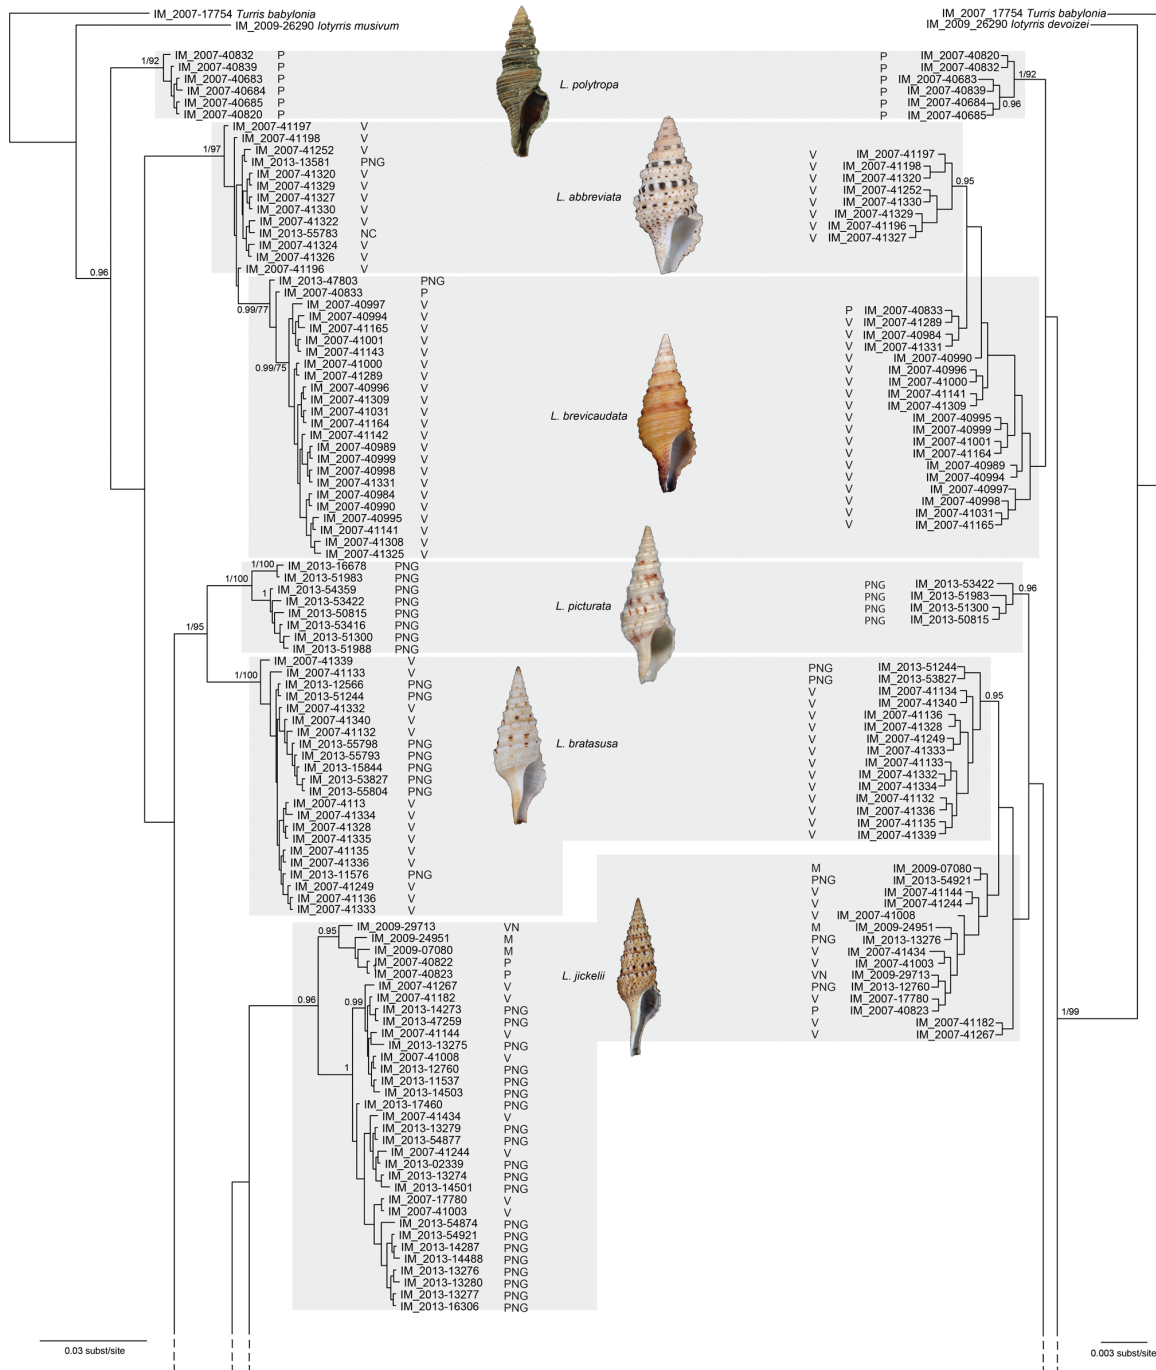 IM_2007-17754 Turris babylonia
IM_2009-26290 Iotyrris musivum
1/92
IM_2007-40832 P
IM_2007-40839 P
IM_2007-40683 P
IM_2007-40684 P
IM_2007-40685 P
IM_2007-40820 P
1/97
IM_2007-41197 V
IM_2007-41198 V
IM_2007-41252 V
IM_2013-13581 PNG
IM_2007-41320 V
IM_2007-41329 V
IM_2007-41327 V
IM_2007-41330 V
IM_2007-41322 V
IM_2013-55783 NC
IM_2007-41324 V
IM_2007-41326 V
IM_2007-41196 V
0.96
0.99/77
IM_2013-47803 PNG
IM_2007-40833 P
IM_2007-40997 V
IM_2007-40994 V
IM_2007-41165 V
IM_2007-41001 V
IM_2007-41143 V
0.99/75
IM_2007-41000 V
IM_2007-41289 V
IM_2007-40996 V
IM_2007-41309 V
IM_2007-41031 V
IM_2007-41164 V
IM_2007-41142 V
IM_2007-40989 V
IM_2007-40999 V
IM_2007-40998 V
IM_2007-41331 V
IM_2007-40984 V
IM_2007-40990 V
IM_2007-40995 V
IM_2007-41141 V
IM_2007-41308 V
IM_2007-41325 V
1/100
1/100
IM_2013-16678 PNG
IM_2013-51983 PNG
1
IM_2013-54359 PNG
IM_2013-53422 PNG
IM_2013-50815 PNG
IM_2013-53416 PNG
IM_2013-51300 PNG
IM_2013-51988 PNG
1/95
1/100
IM_2007-41339 V
IM_2007-41133 V
IM_2013-12566 PNG
IM_2013-51244 PNG
IM_2007-41332 V
IM_2007-41340 V
IM_2007-41132 V
IM_2013-55798 PNG
IM_2013-55793 PNG
IM_2013-15844 PNG
IM_2013-53827 PNG
IM_2013-55804 PNG
IM_2007-4113 V
IM_2007-41334 V
IM_2007-41328 V
IM_2007-41335 V
IM_2007-41135 V
IM_2007-41336 V
IM_2013-11576 PNG
IM_2007-41249 V
IM_2007-41136 V
IM_2007-41333 V
0.95
IM_2009-29713 VN
IM_2009-24951 M
IM_2009-07080 M
IM_2007-40822 P
IM_2007-40823 P
0.96
0.99
IM_2007-41267 V
IM_2007-41182 V
IM_2013-14273 PNG
IM_2013-47259 PNG
IM_2007-41144 V
IM_2013-13275 PNG
IM_2007-41008 V
IM_2013-12760 PNG
IM_2013-11537 PNG
IM_2013-14503 PNG
1
IM_2013-17460 PNG
IM_2007-41434 V
IM_2013-13279 PNG
IM_2013-54877 PNG
IM_2007-41244 V
IM_2013-02339 PNG
IM_2013-13274 PNG
IM_2013-14501 PNG
IM_2007-17780 V
IM_2007-41003 V
IM_2013-54874 PNG
IM_2013-54921 PNG
IM_2013-14287 PNG
IM_2013-14488 PNG
IM_2013-13276 PNG
IM_2013-13280 PNG
IM_2013-13277 PNG
IM_2013-16306 PNG
0.03 subst/site
L. polytropa
L. abbreviata
L. brevicaudata
L. picturata
L. bratasusa
L. jickelii
IM_2007_17754 Turris babylonia
IM_2009_26290 Iotyrris devoizei
P IM_2007-40820
P IM_2007-40832
P IM_2007-40683
P IM_2007-40839
P IM_2007-40684
P IM_2007-40685
1/92
0.96
V IM_2007-41197
V IM_2007-41198
V IM_2007-41320
V IM_2007-41252
V IM_2007-41330
V IM_2007-41329
V IM_2007-41196
V IM_2007-41327
0.95
P IM_2007-40833
V IM_2007-41289
V IM_2007-40984
V IM_2007-41331
V IM_2007-40990
V IM_2007-40996
V IM_2007-41000
V IM_2007-41141
V IM_2007-41309
V IM_2007-40995
V IM_2007-40999
V IM_2007-41001
V IM_2007-41164
V IM_2007-40989
V IM_2007-40994
V IM_2007-40997
V IM_2007-40998
V IM_2007-41031
V IM_2007-41165
PNG IM_2013-53422
PNG IM_2013-51983
PNG IM_2013-51300
PNG IM_2013-50815
0.96
PNG IM_2013-51244
PNG IM_2013-53827
V IM_2007-41134
V IM_2007-41340
V IM_2007-41136
V IM_2007-41328
V IM_2007-41249
V IM_2007-41333
V IM_2007-41133
V IM_2007-41332
V IM_2007-41334
V IM_2007-41132
V IM_2007-41336
V IM_2007-41135
V IM_2007-41339
0.95
M IM_2009-07080
PNG IM_2013-54921
V IM_2007-41144
V IM_2007-41244
V IM_2007-41008
M IM_2009-24951
PNG IM_2013-13276
V IM_2007-41434
V IM_2007-41003
VN IM_2009-29713
PNG IM_2013-12760
V IM_2007-17780
P IM_2007-40823
V IM_2007-41182
V IM_2007-41267
1/99
0.003 subst/site